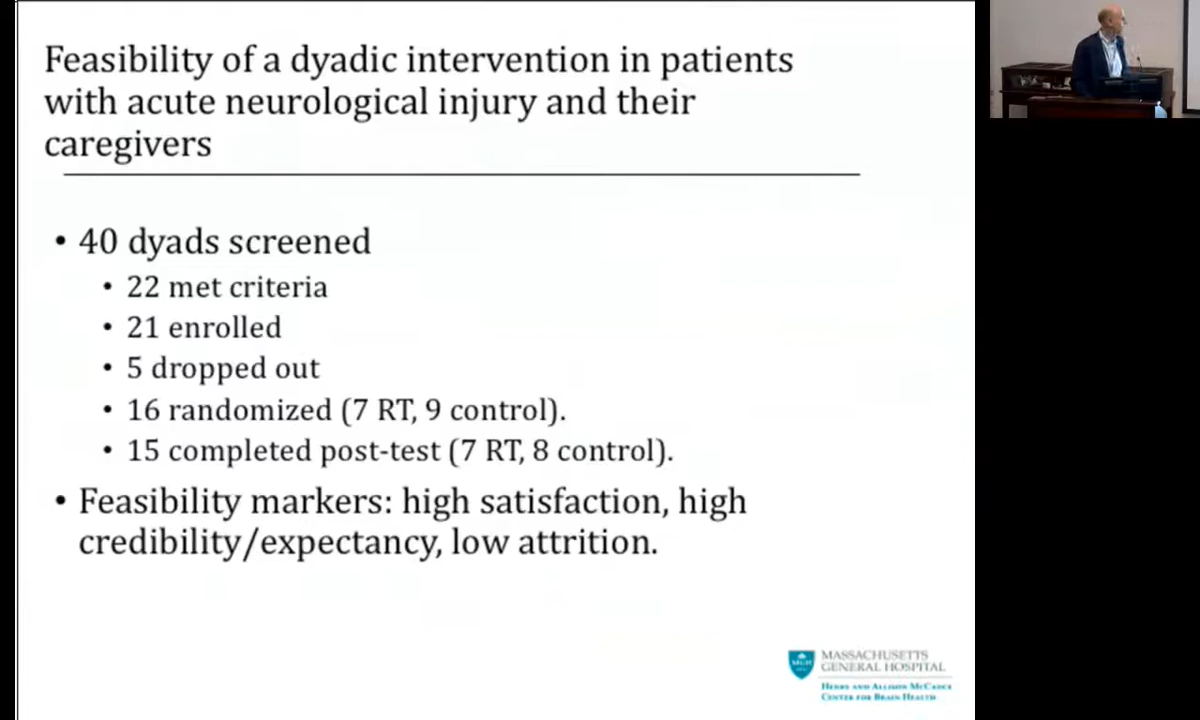 Feasibility of a dyadic intervention in patients
with acute neurological injury and their
caregivers
• 40 dyads screened
• 22 met criteria
• 21 enrolled
• 5 dropped out
• 16 randomized (7 RT, 9 control).
• 15 completed post-test (7 RT, 8 control).
• Feasibility markers: high satisfaction, high
credibility/expectancy, low attrition.
MASSACHUSETTS
GENERAL HOSPITAL
HENRY AND ALLISON MCCANCE
CENTER FOR BRAIN HEALTH